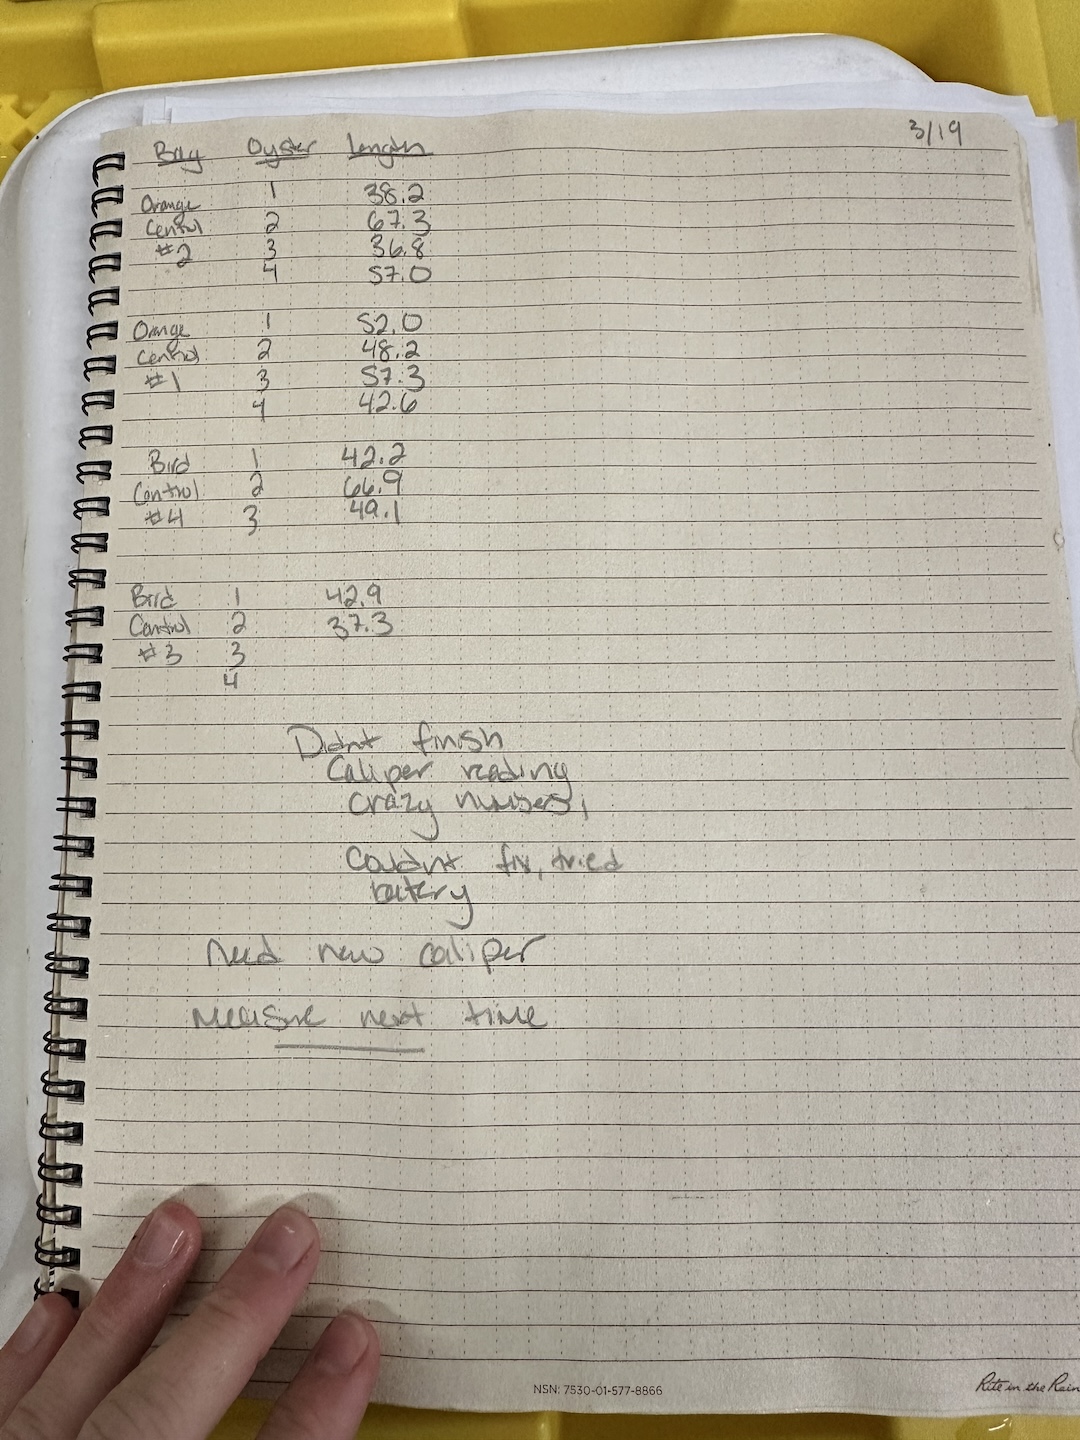 Bag Oyster Length 3/19
Orange 1 38.2
Control 2 67.3
#2 3 36.8
4 57.0
Orange 1 52.0
Control 2 48.2
#1 3 57.3
4 42.6
Bird 1 42.2
Control 2 66.9
#4 3 49.1
Bird 1 42.9
Control 2 37.3
#3 3
4
Didnt finish
Caliper reading
crazy numbers,
Couldnt fix, tried
batery
need new caliper
measure next time
NSN: 7530-01-577-8866
Rite in the Rain